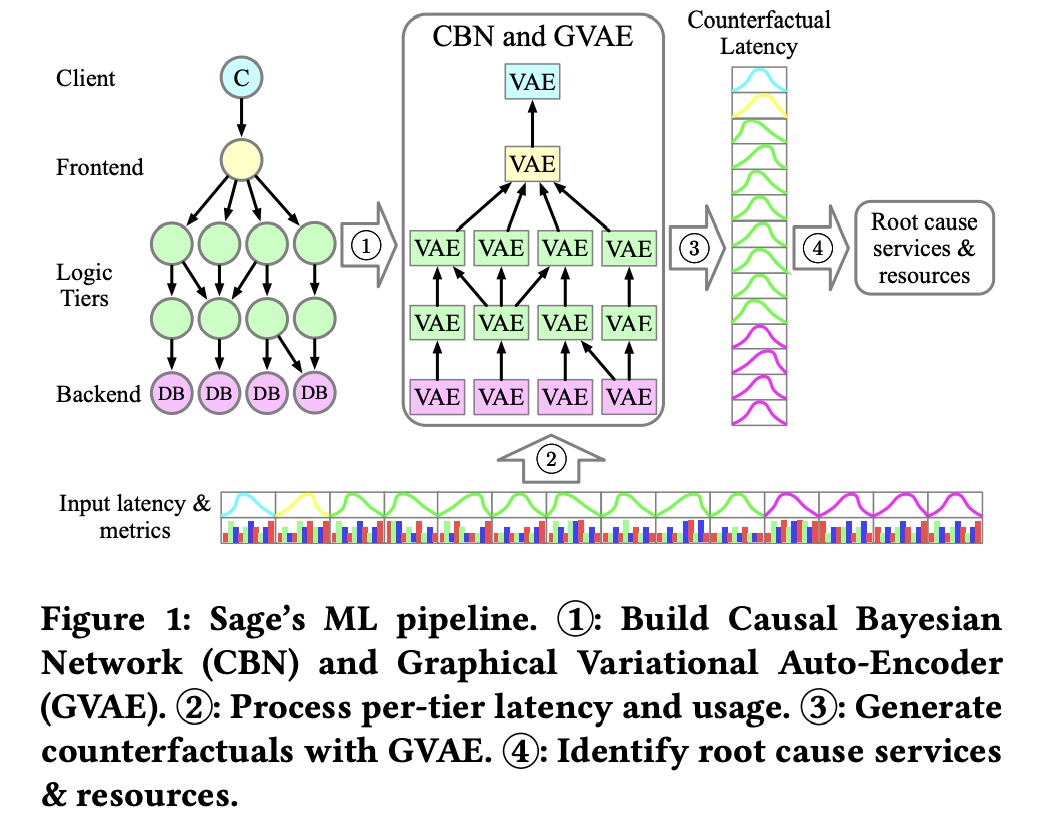 Counterfactual
Latency
CBN and GVAE
Client
C
VAE
Frontend
VAE
1
VAE VAE VAE VAE
3
4
Root cause
services &
resources
Logic
Tiers
VAE VAE VAE VAE
Backend
DB DB DB DB
VAE VAE VAE VAE
2
Input latency &
metrics
Figure 1: Sage's ML pipeline. ①: Build Causal Bayesian
Network (CBN) and Graphical Variational Auto-Encoder
(GVAE). ②: Process per-tier latency and usage. ③: Generate
counterfactuals with GVAE. ④: Identify root cause services
& resources.